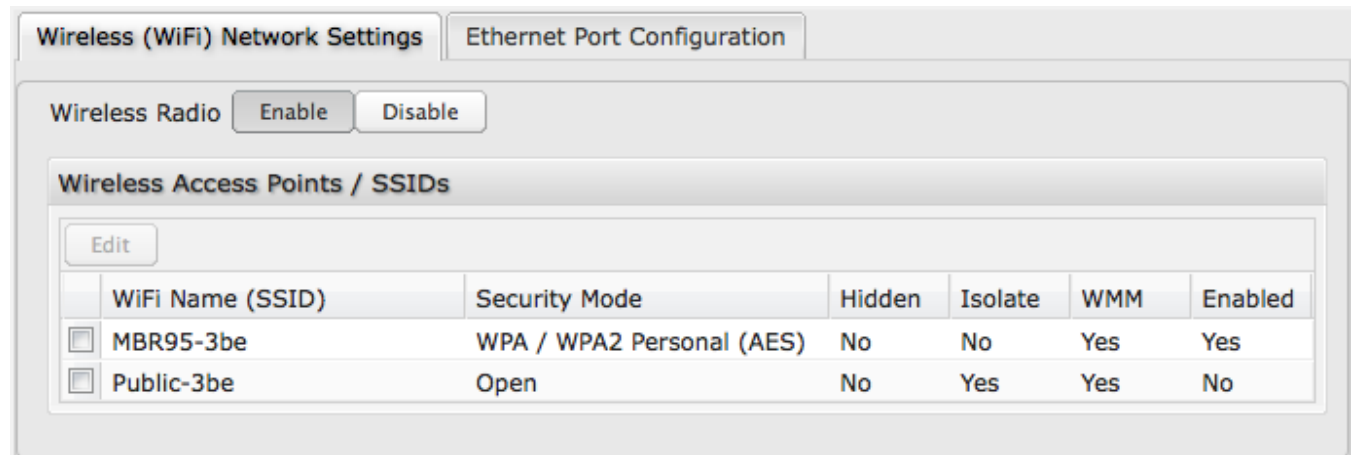 Wireless (WiFi) Network Settings Ethernet Port Configuration
Wireless Radio Enable Disable
Wireless Access Points / SSIDs
Edit
WiFi Name (SSID) Security Mode Hidden Isolate WMM Enabled
MBR95-3be WPA / WPA2 Personal (AES) No No Yes Yes
Public-3be Open No Yes Yes No